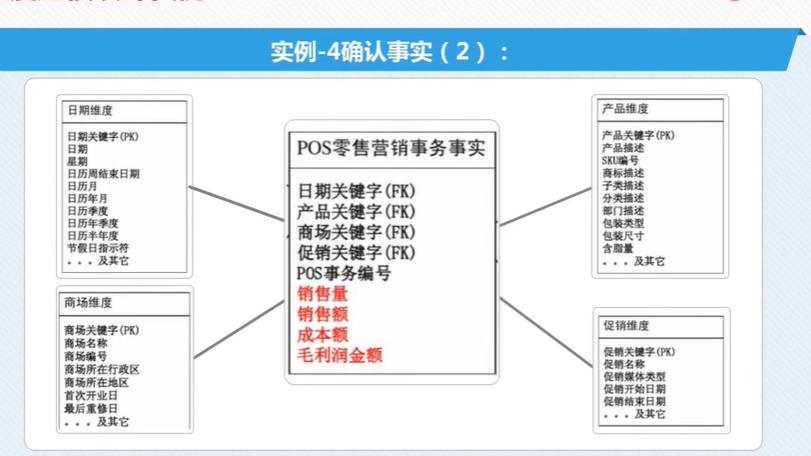 实例-4确认事实（2）：
日期维度
日期关键字(PK)
日期
星期
日历周结束日期
日历月
日历年月
日历季度
日历年季度
日历半年度
节假日指示符
。。。及其它
商场维度
商场关键字(PK)
商场名称
商场编号
商场所在行政区
商场所在地区
首次开业日
最后重修日
。。。及其它
POS零售营销事务事实
日期关键字(FK)
产品关键字(FK)
商场关键字(FK)
促销关键字(FK)
POS事务编号
销售量
销售额
成本额
毛利润金额
产品维度
产品关键字(PK)
产品描述
SKU编号
商标描述
子类描述
分类描述
部门描述
包装类型
包装尺寸
含脂量
。。。及其它
促销维度
促销关键字(PK)
促销名称
促销媒体类型
促销开始日期
促销结束日期
。。。及其它